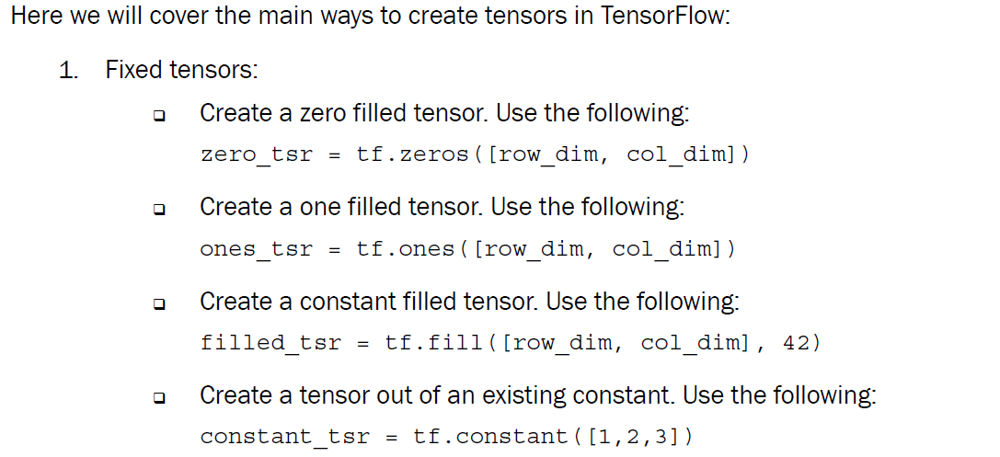 Here we will cover the main ways to create tensors in TensorFlow:
1. Fixed tensors:
❑ Create a zero filled tensor. Use the following:
zero_tsr = tf.zeros([row_dim, col_dim])
❑ Create a one filled tensor. Use the following:
ones_tsr = tf.ones([row_dim, col_dim])
❑ Create a constant filled tensor. Use the following:
filled_tsr = tf.fill([row_dim, col_dim], 42)
❑ Create a tensor out of an existing constant. Use the following:
constant_tsr = tf.constant([1,2,3])